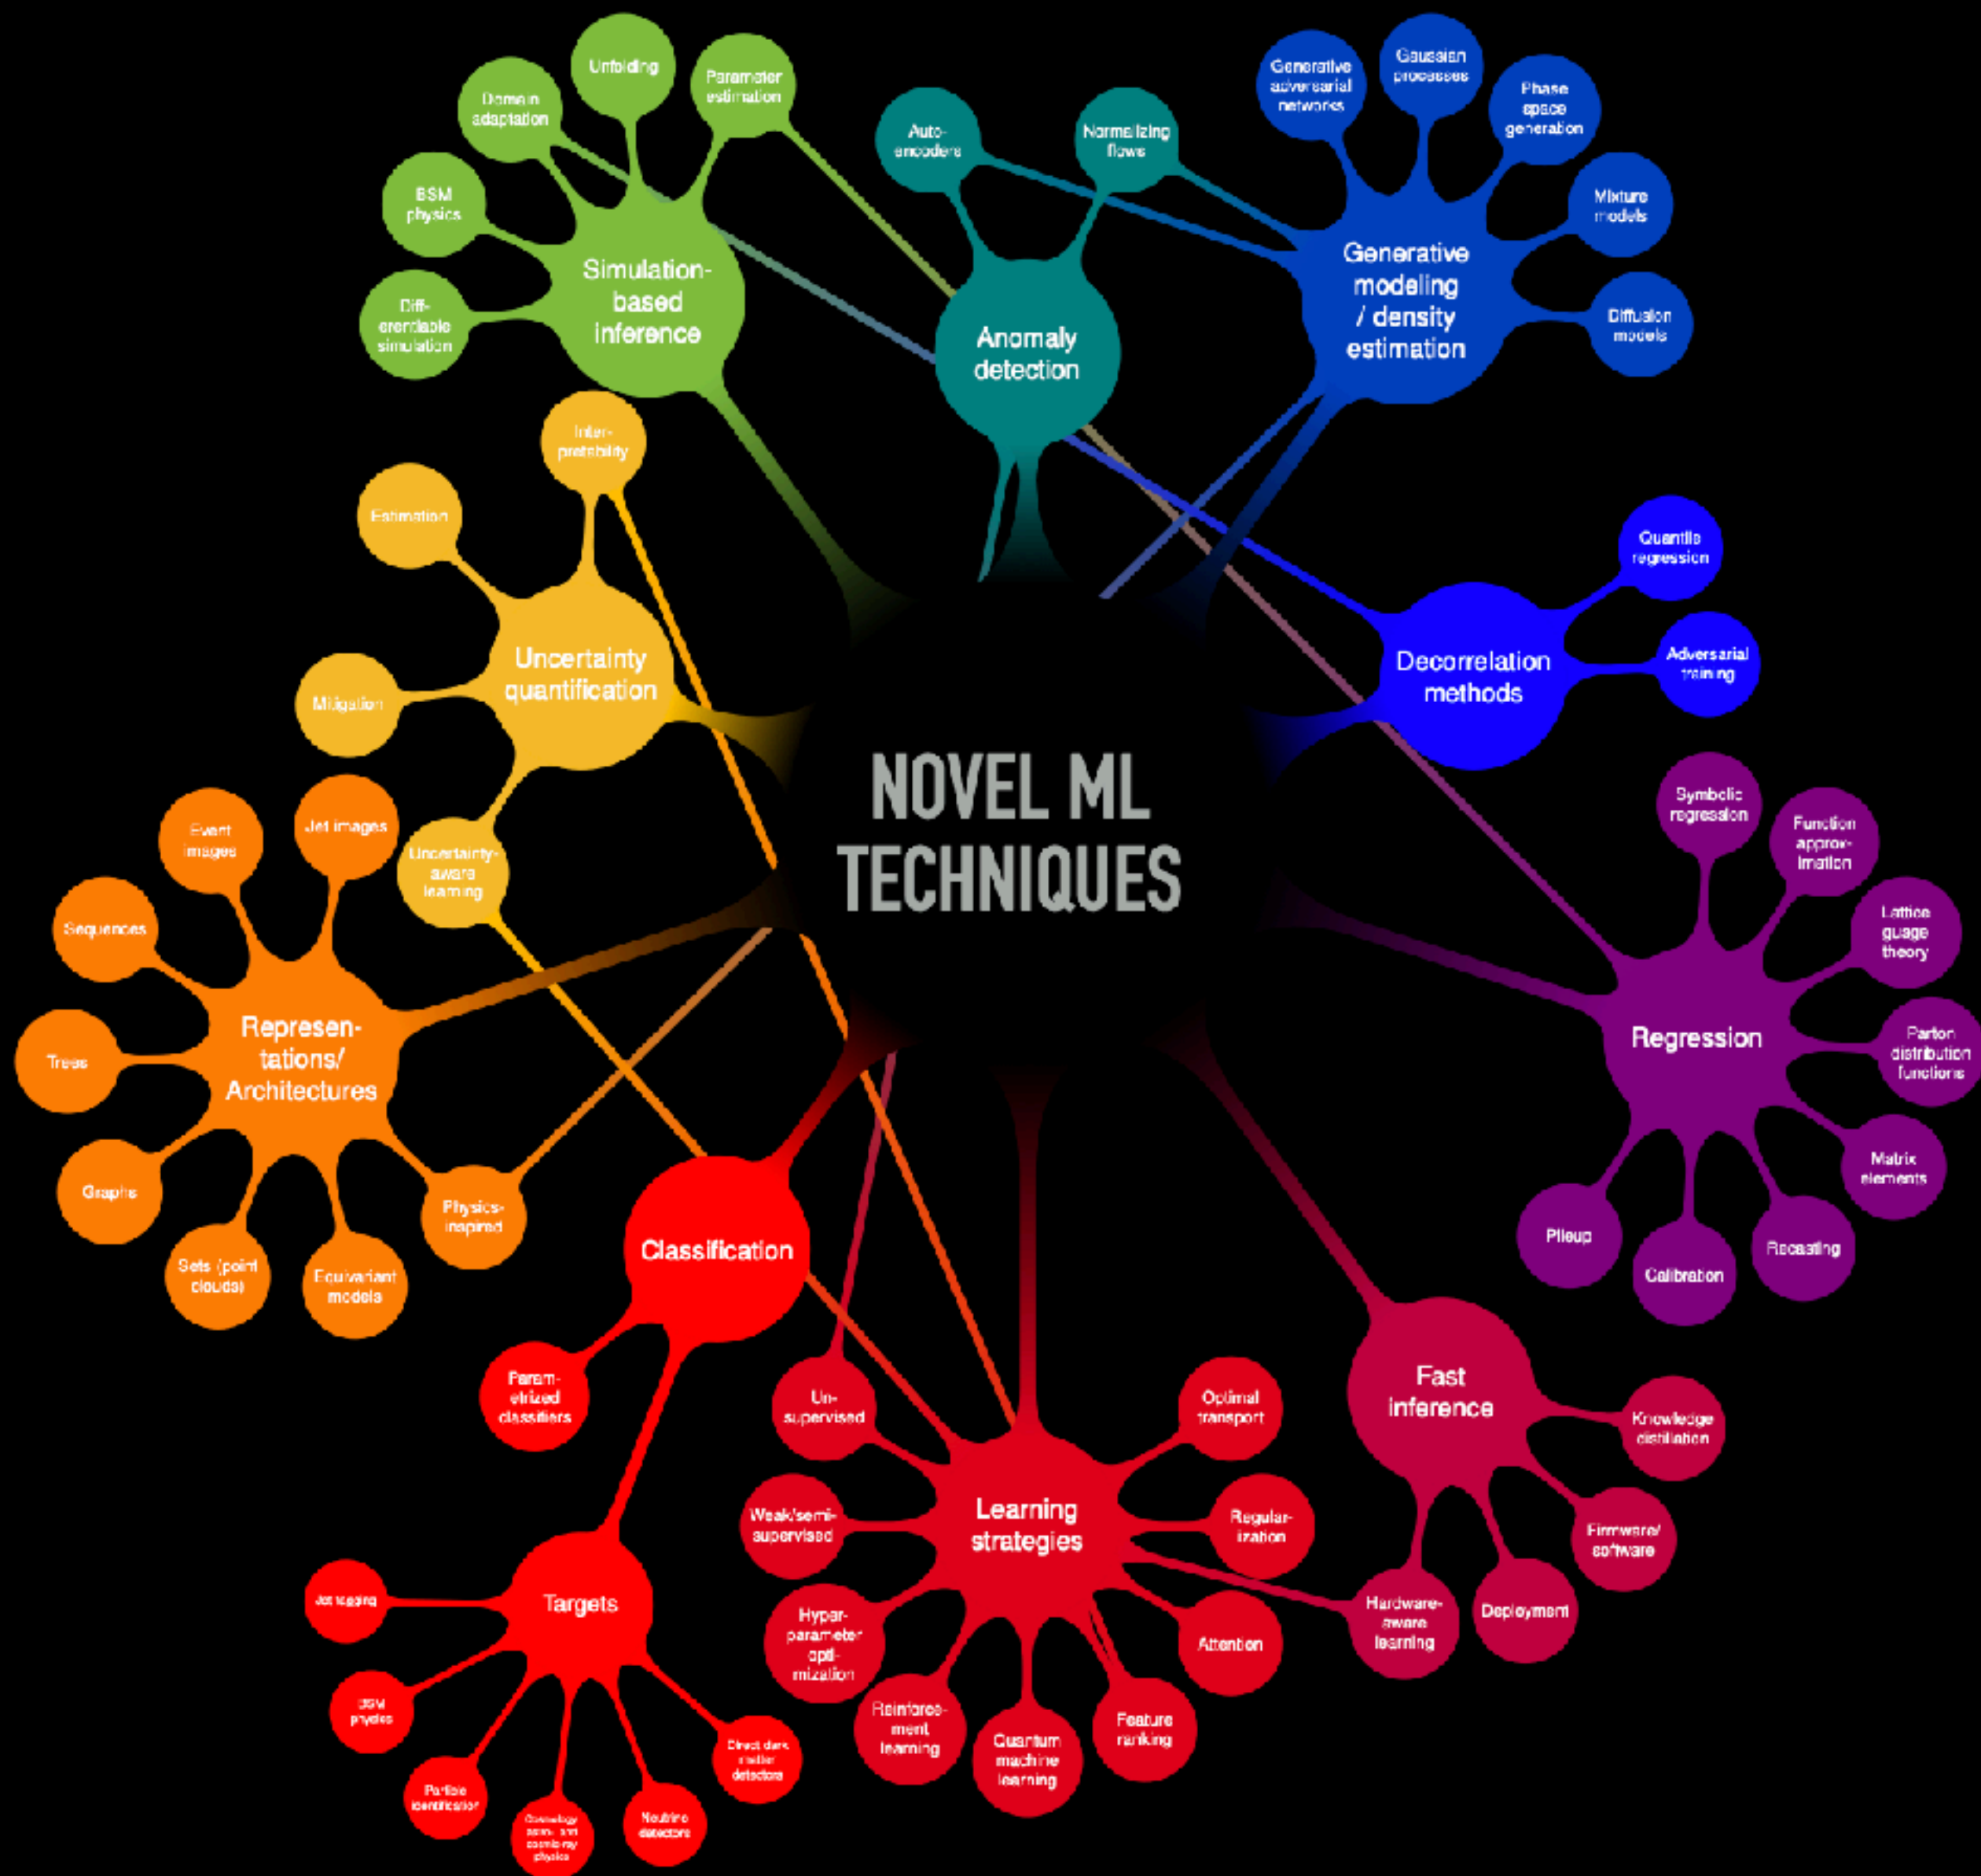 Unfolding
Parameter
estimation
Domain
adaptation
BSM
physics
Diff-
erentiable
simulation
Simulation-
based
inference
Auto-
encoders
Normalizing
flows
Anomaly
detection
Generative
adversarial
networks
Gaussian
processes
Phase
space
generation
Mixture
models
Diffusion
models
Generative
modeling
/ density
estimation
Inter-
pretability
Estimation
Mitigation
Uncertainty
quantification
Uncertainty-
aware
learning
Quantile
regression
Adversarial
training
Decorrelation
methods
NOVEL ML
TECHNIQUES
Event
images
Jet images
Sequences
Trees
Graphs
Sets (point
clouds)
Equivariant
models
Physics-
inspired
Represen-
tations/
Architectures
Symbolic
regression
Function
approx-
imation
Lattice
guage
theory
Parton
distribution
functions
Matrix
elements
Recasting
Calibration
Pileup
Regression
Classification
Param-
etrized
classifiers
Targets
Jet tagging
BSM
physics
Particle
identification
Cosmology
astro- and
cosmic-ray
physics
Neutrino
detectors
Direct dark
matter
detectors
Un-
supervised
Weak/semi-
supervised
Hyper-
parameter
opti-
mization
Reinforce-
ment
learning
Quantum
machine
learning
Feature
ranking
Attention
Regular-
ization
Optimal
transport
Learning
strategies
Fast
inference
Knowledge
distillation
Firmware/
software
Deployment
Hardware-
aware
learning